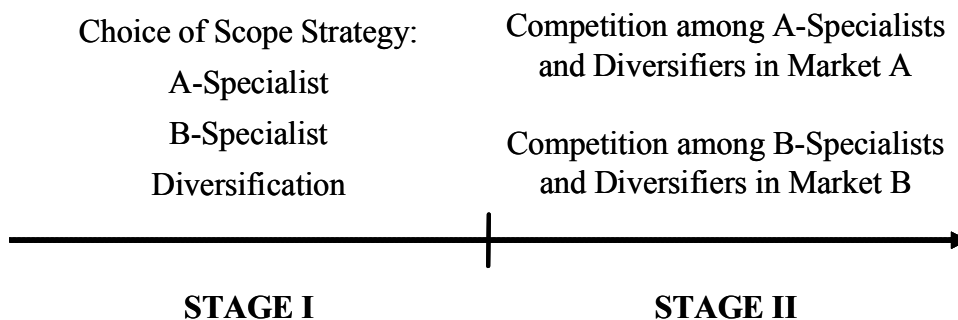 Choice of Scope Strategy:
A-Specialist
B-Specialist
Diversification
Competition among A-Specialists
and Diversifiers in Market A
Competition among B-Specialists
and Diversifiers in Market B
STAGE I
STAGE II